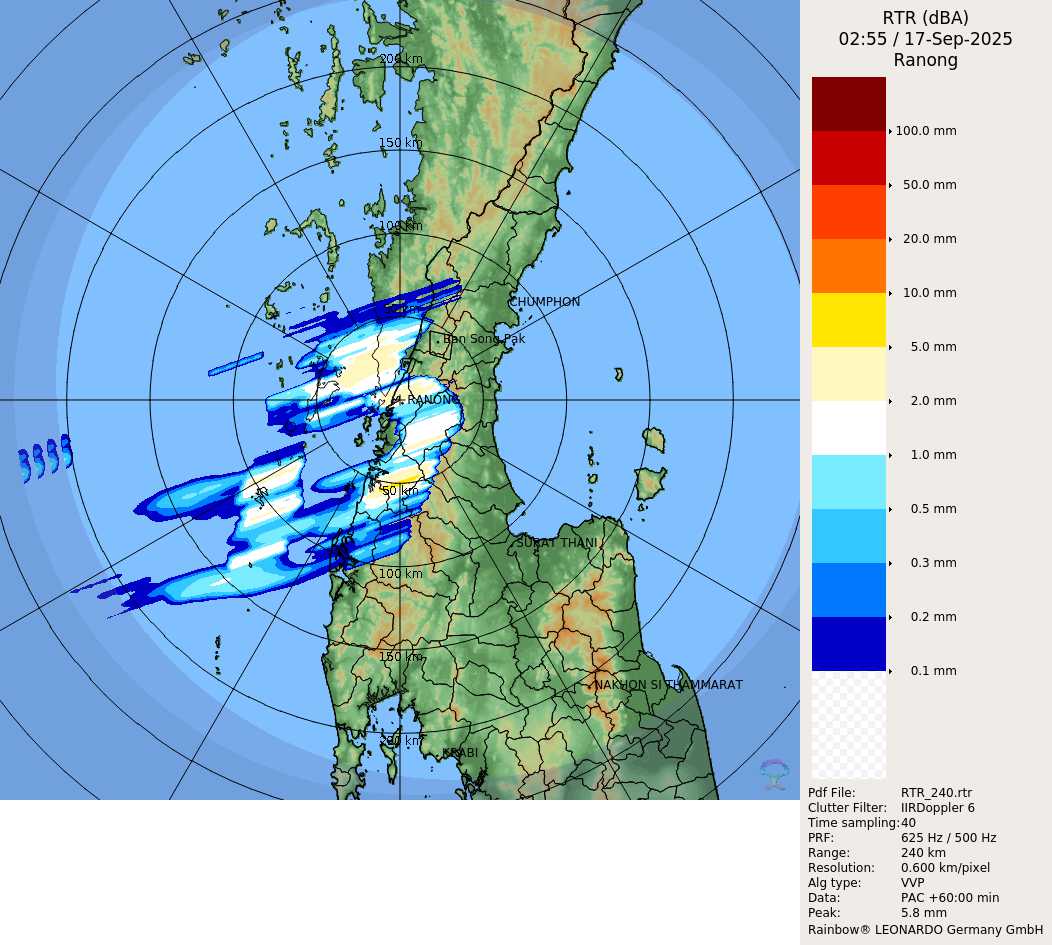 RTR (dBA)
02:55 / 17-Sep-2025
Ranong
100.0 mm
50.0 mm
20.0 mm
10.0 mm
5.0 mm
2.0 mm
1.0 mm
0.5 mm
0.3 mm
0.2 mm
0.1 mm
Pdf File: RTR_240.rtr
Clutter Filter: IIRDoppler 6
Time sampling:40
PRF: 625 Hz / 500 Hz
Range: 240 km
Resolution: 0.600 km/pixel
Alg type: VVP
Data: PAC +60:00 min
Peak: 5.8 mm
Rainbow® LEONARDO Germany GmbH
200 km
150 km
100 km
CHUMPHON
Ban Song Pak
RANONG
50 km
SURAT THANI
100 km
150 km
NAKHON SI THAMMARAT
200 km
KRABI